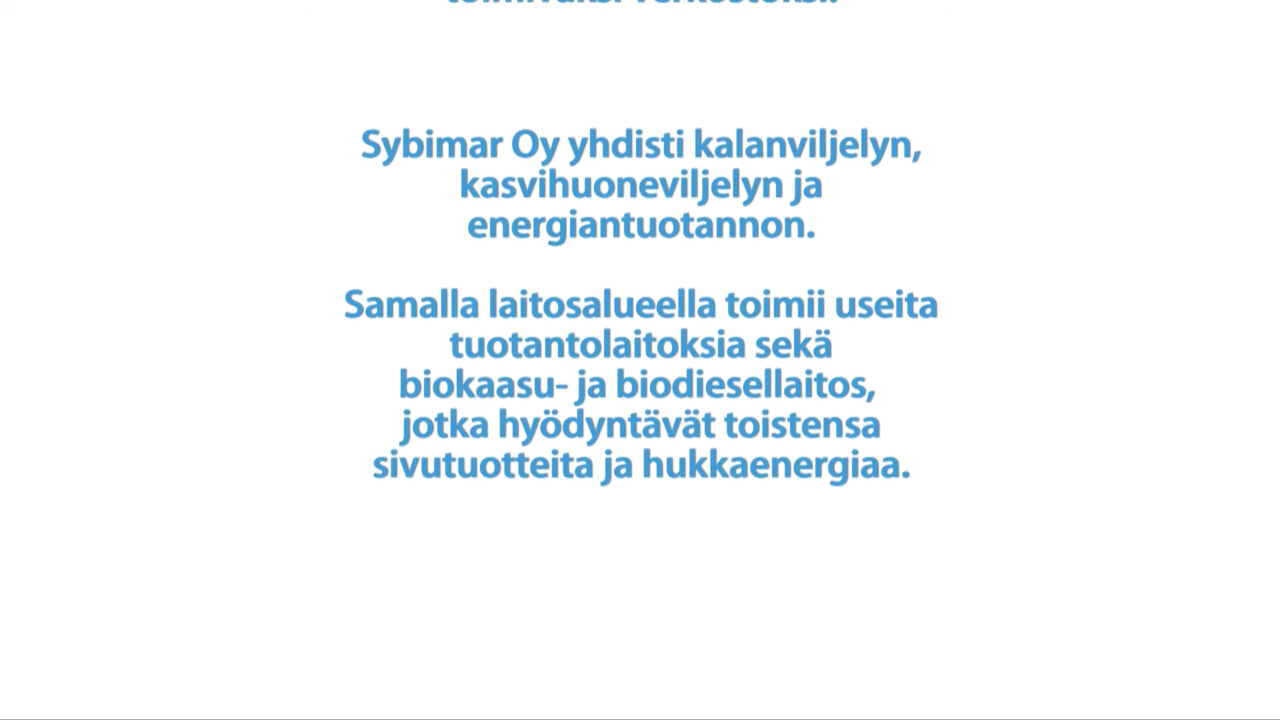 Sybimar Oy yhdisti kalanviljelyn,
kasvihuoneviljelyn ja
energiantuotannon.
Samalla laitosalueella toimii useita
tuotantolaitoksia sekä
biokaasu- ja biodiesellaitos,
jotka hyödyntävät toistensa
sivutuotteita ja hukkaenergiaa.